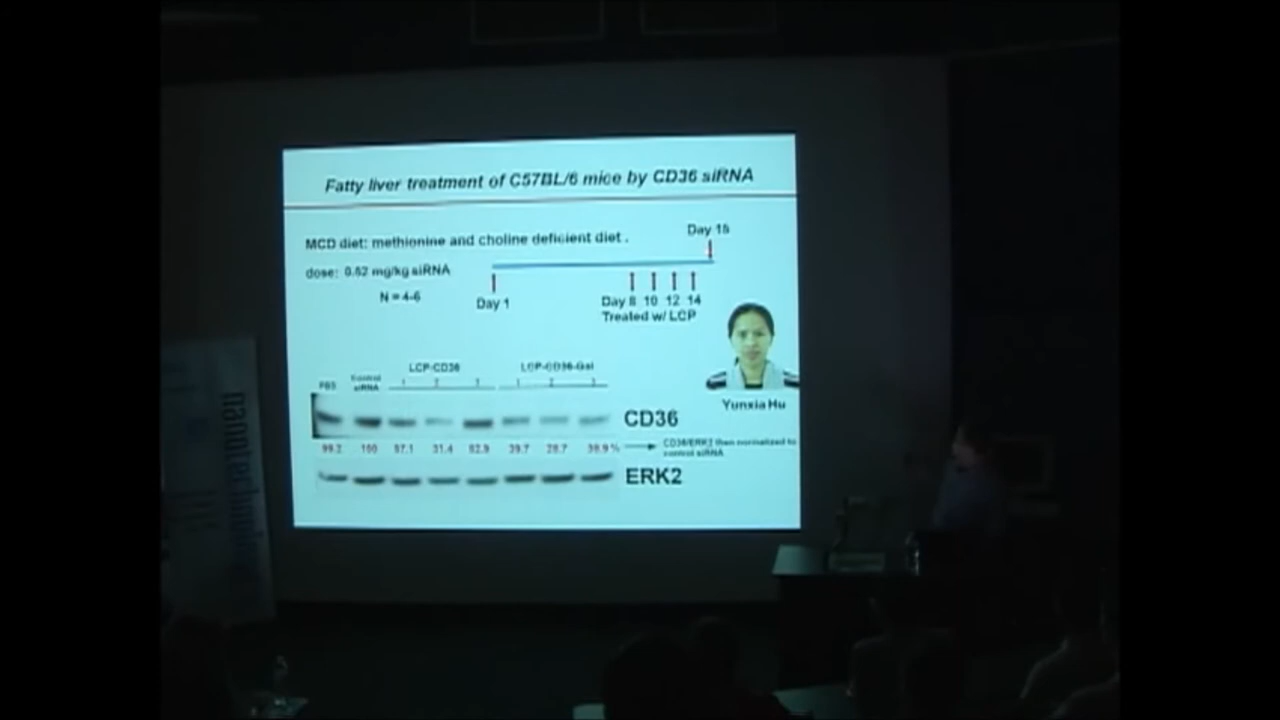 Fatty liver treatment of C57BL/6 mice by CD36 siRNA
MCD diet: methionine and choline deficient diet .
dose: 0.52 mg/kg siRNA
N = 4-6
Day 15
Day 1
Day 8 10 12 14
Treated w/ LCP
Yunxia Hu
LCP-CD36
LCP-CD36-Gal
PBS
Control
siRNA
1 2 3
1 2 3
CD36
99.2 100 57.1 31.4 52.9 39.7 28.7 38.9 %
CD36/ERK2 then normalized to
control siRNA
ERK2